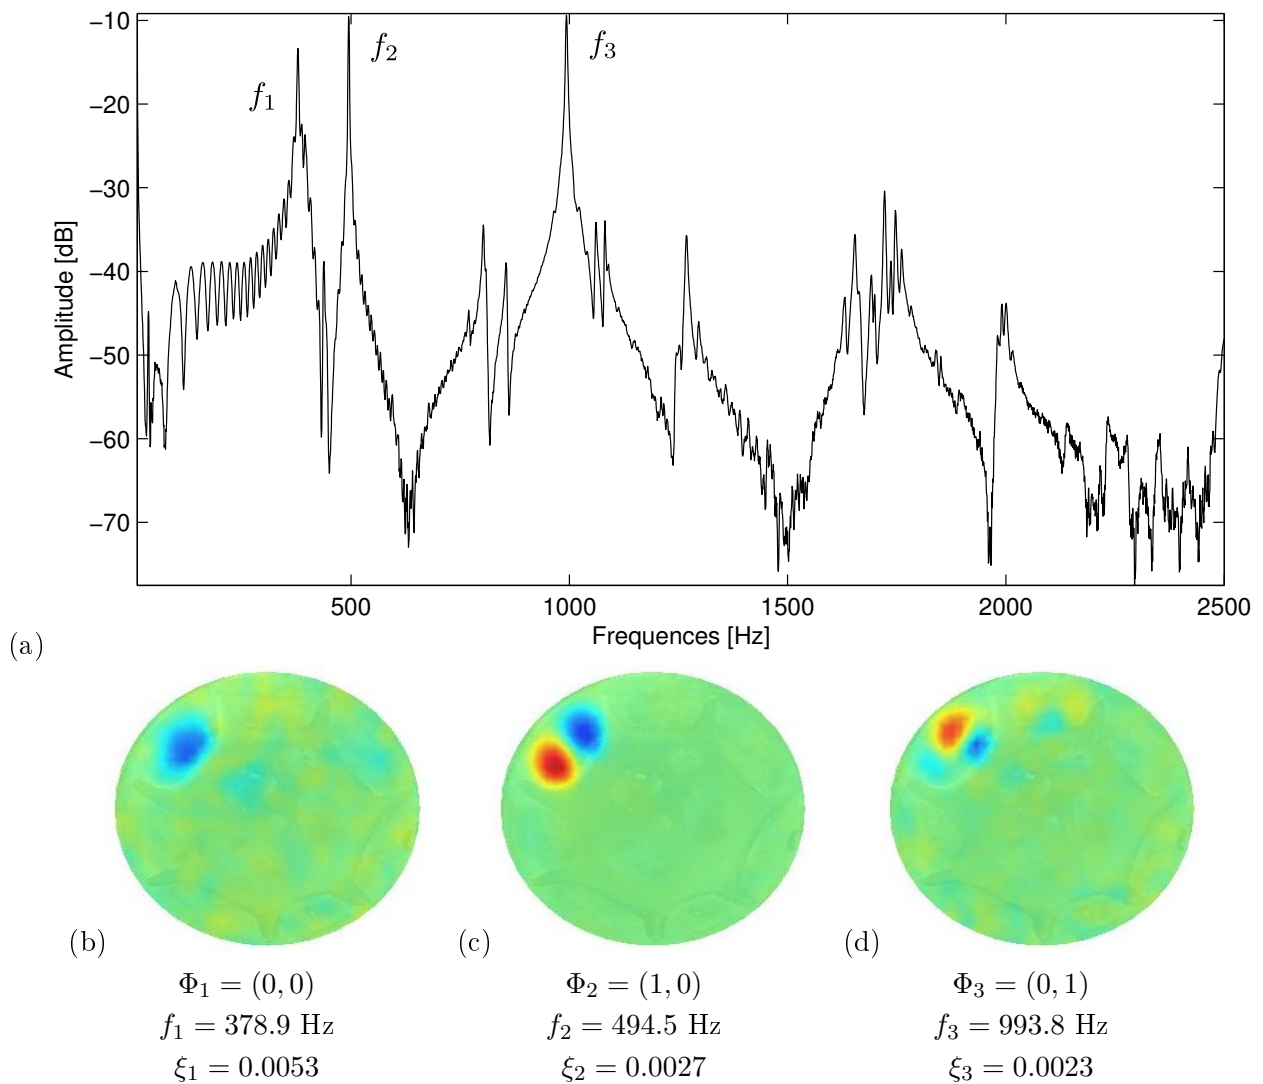 −10
−20
−30
−40
−50
−60
−70
Amplitude [dB]
f₁
f₂
f₃
500 1000 1500 2000 2500
Frequences [Hz]
(a)
(b) (c) (d)
Φ₁ = (0, 0) Φ₂ = (1, 0) Φ₃ = (0, 1)
f₁ = 378.9 Hz f₂ = 494.5 Hz f₃ = 993.8 Hz
ξ₁ = 0.0053 ξ₂ = 0.0027 ξ₃ = 0.0023